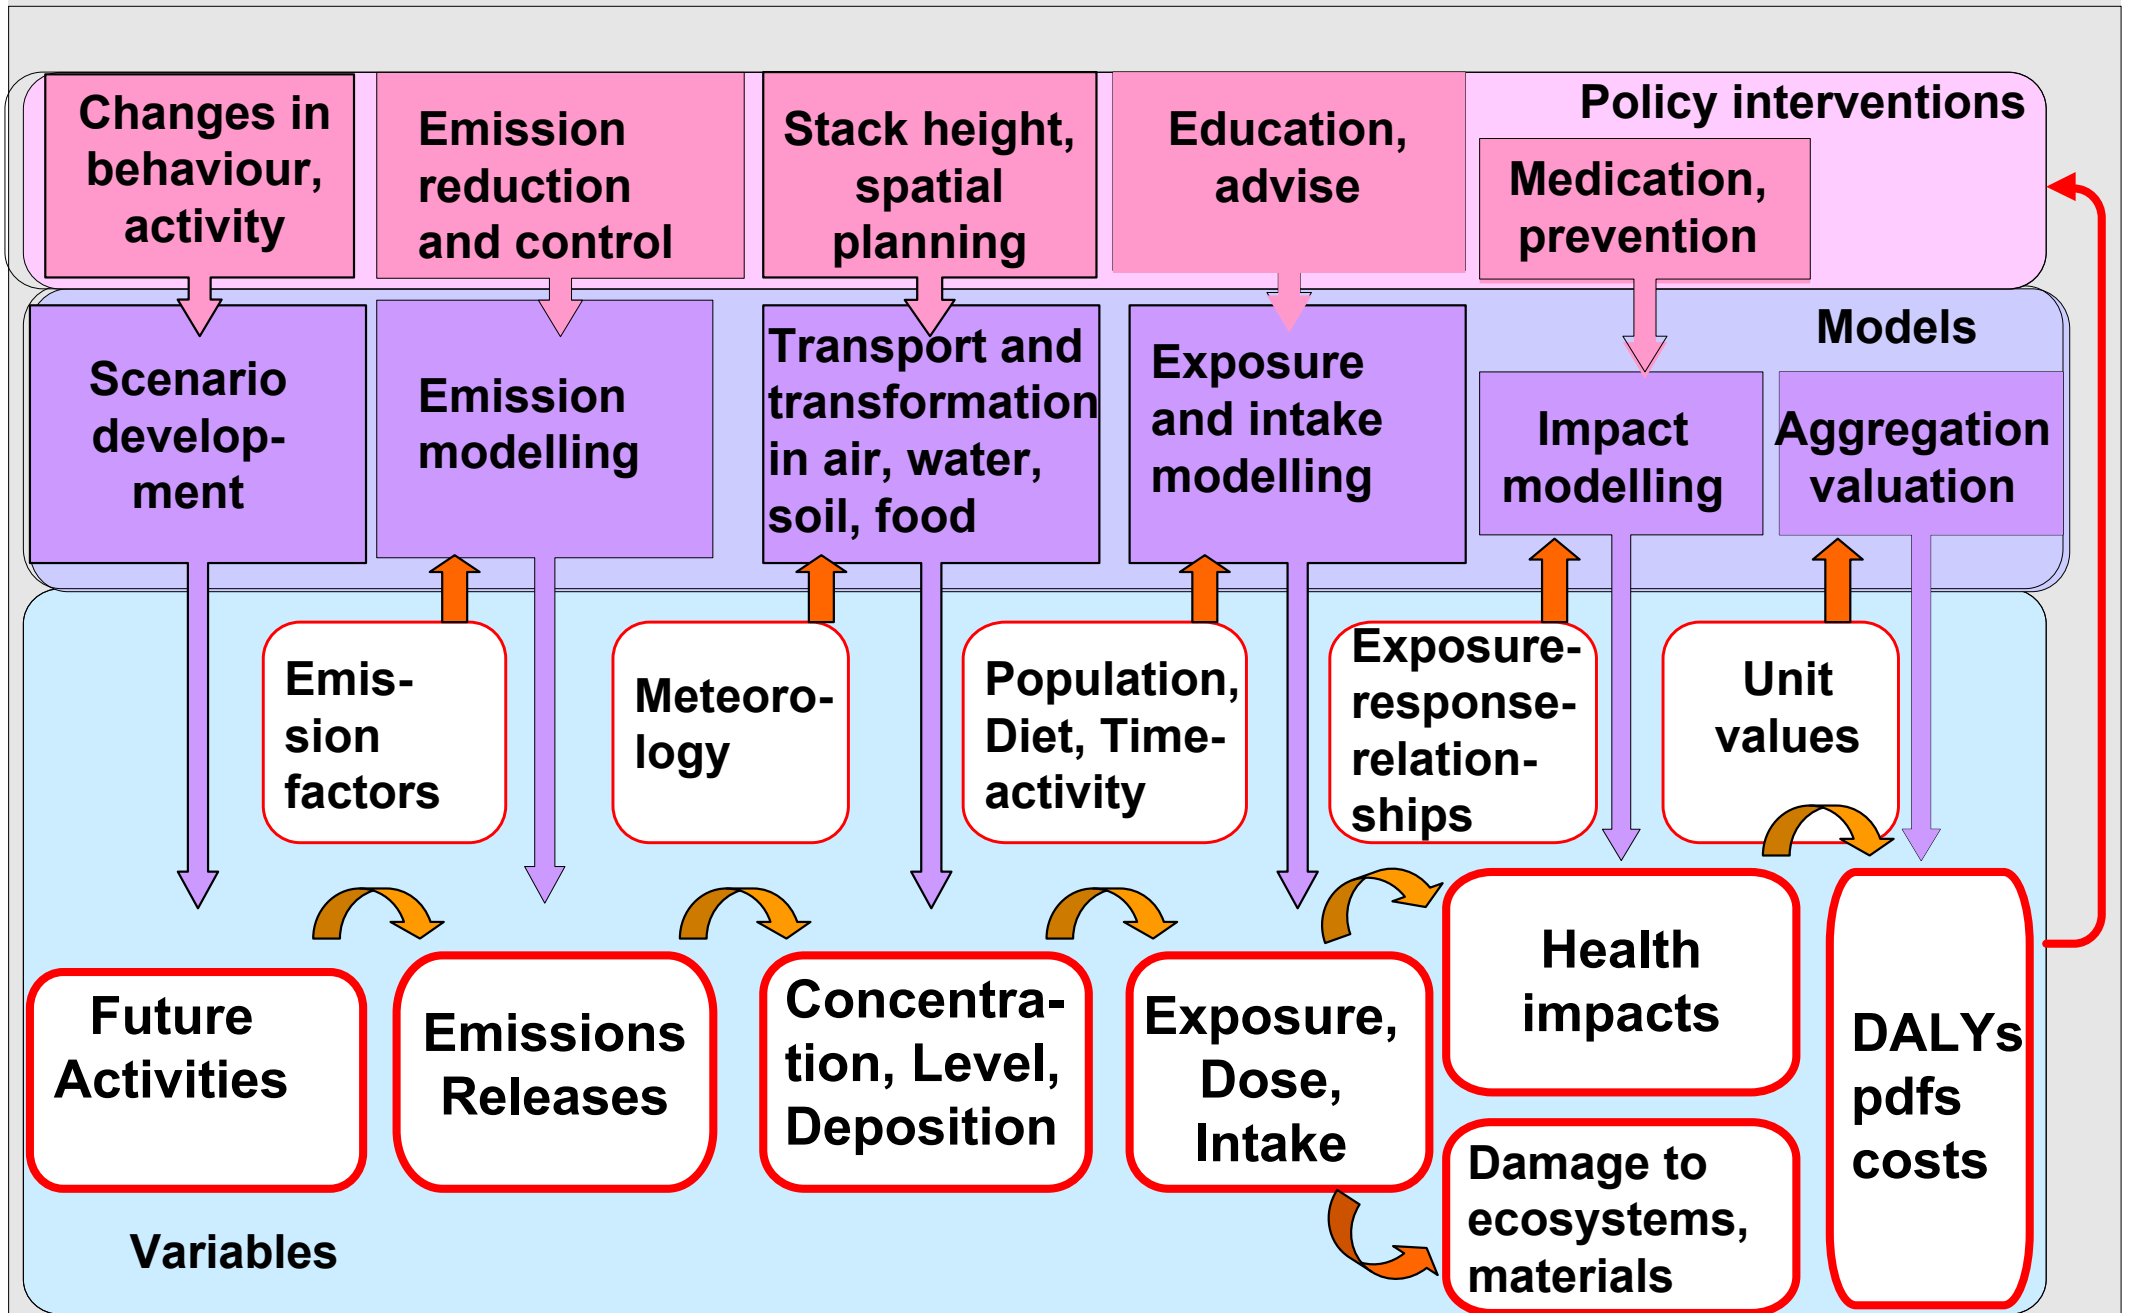 Changes in
behaviour,
activity
Emission
reduction
and control
Stack height,
spatial
planning
Education,
advise
Policy interventions
Medication,
prevention
Scenario
develop-
ment
Emission
modelling
Transport and
transformation
in air, water,
soil, food
Exposure
and intake
modelling
Models
Impact
modelling
Aggregation
valuation
Emis-
sion
factors
Meteoro-
logy
Population,
Diet, Time-
activity
Exposure-
response-
relation-
ships
Unit
values
Future
Activities
Emissions
Releases
Concentra-
tion, Level,
Deposition
Exposure,
Dose,
Intake
Health
impacts
Damage to
ecosystems,
materials
DALYs
pdfs
costs
Variables